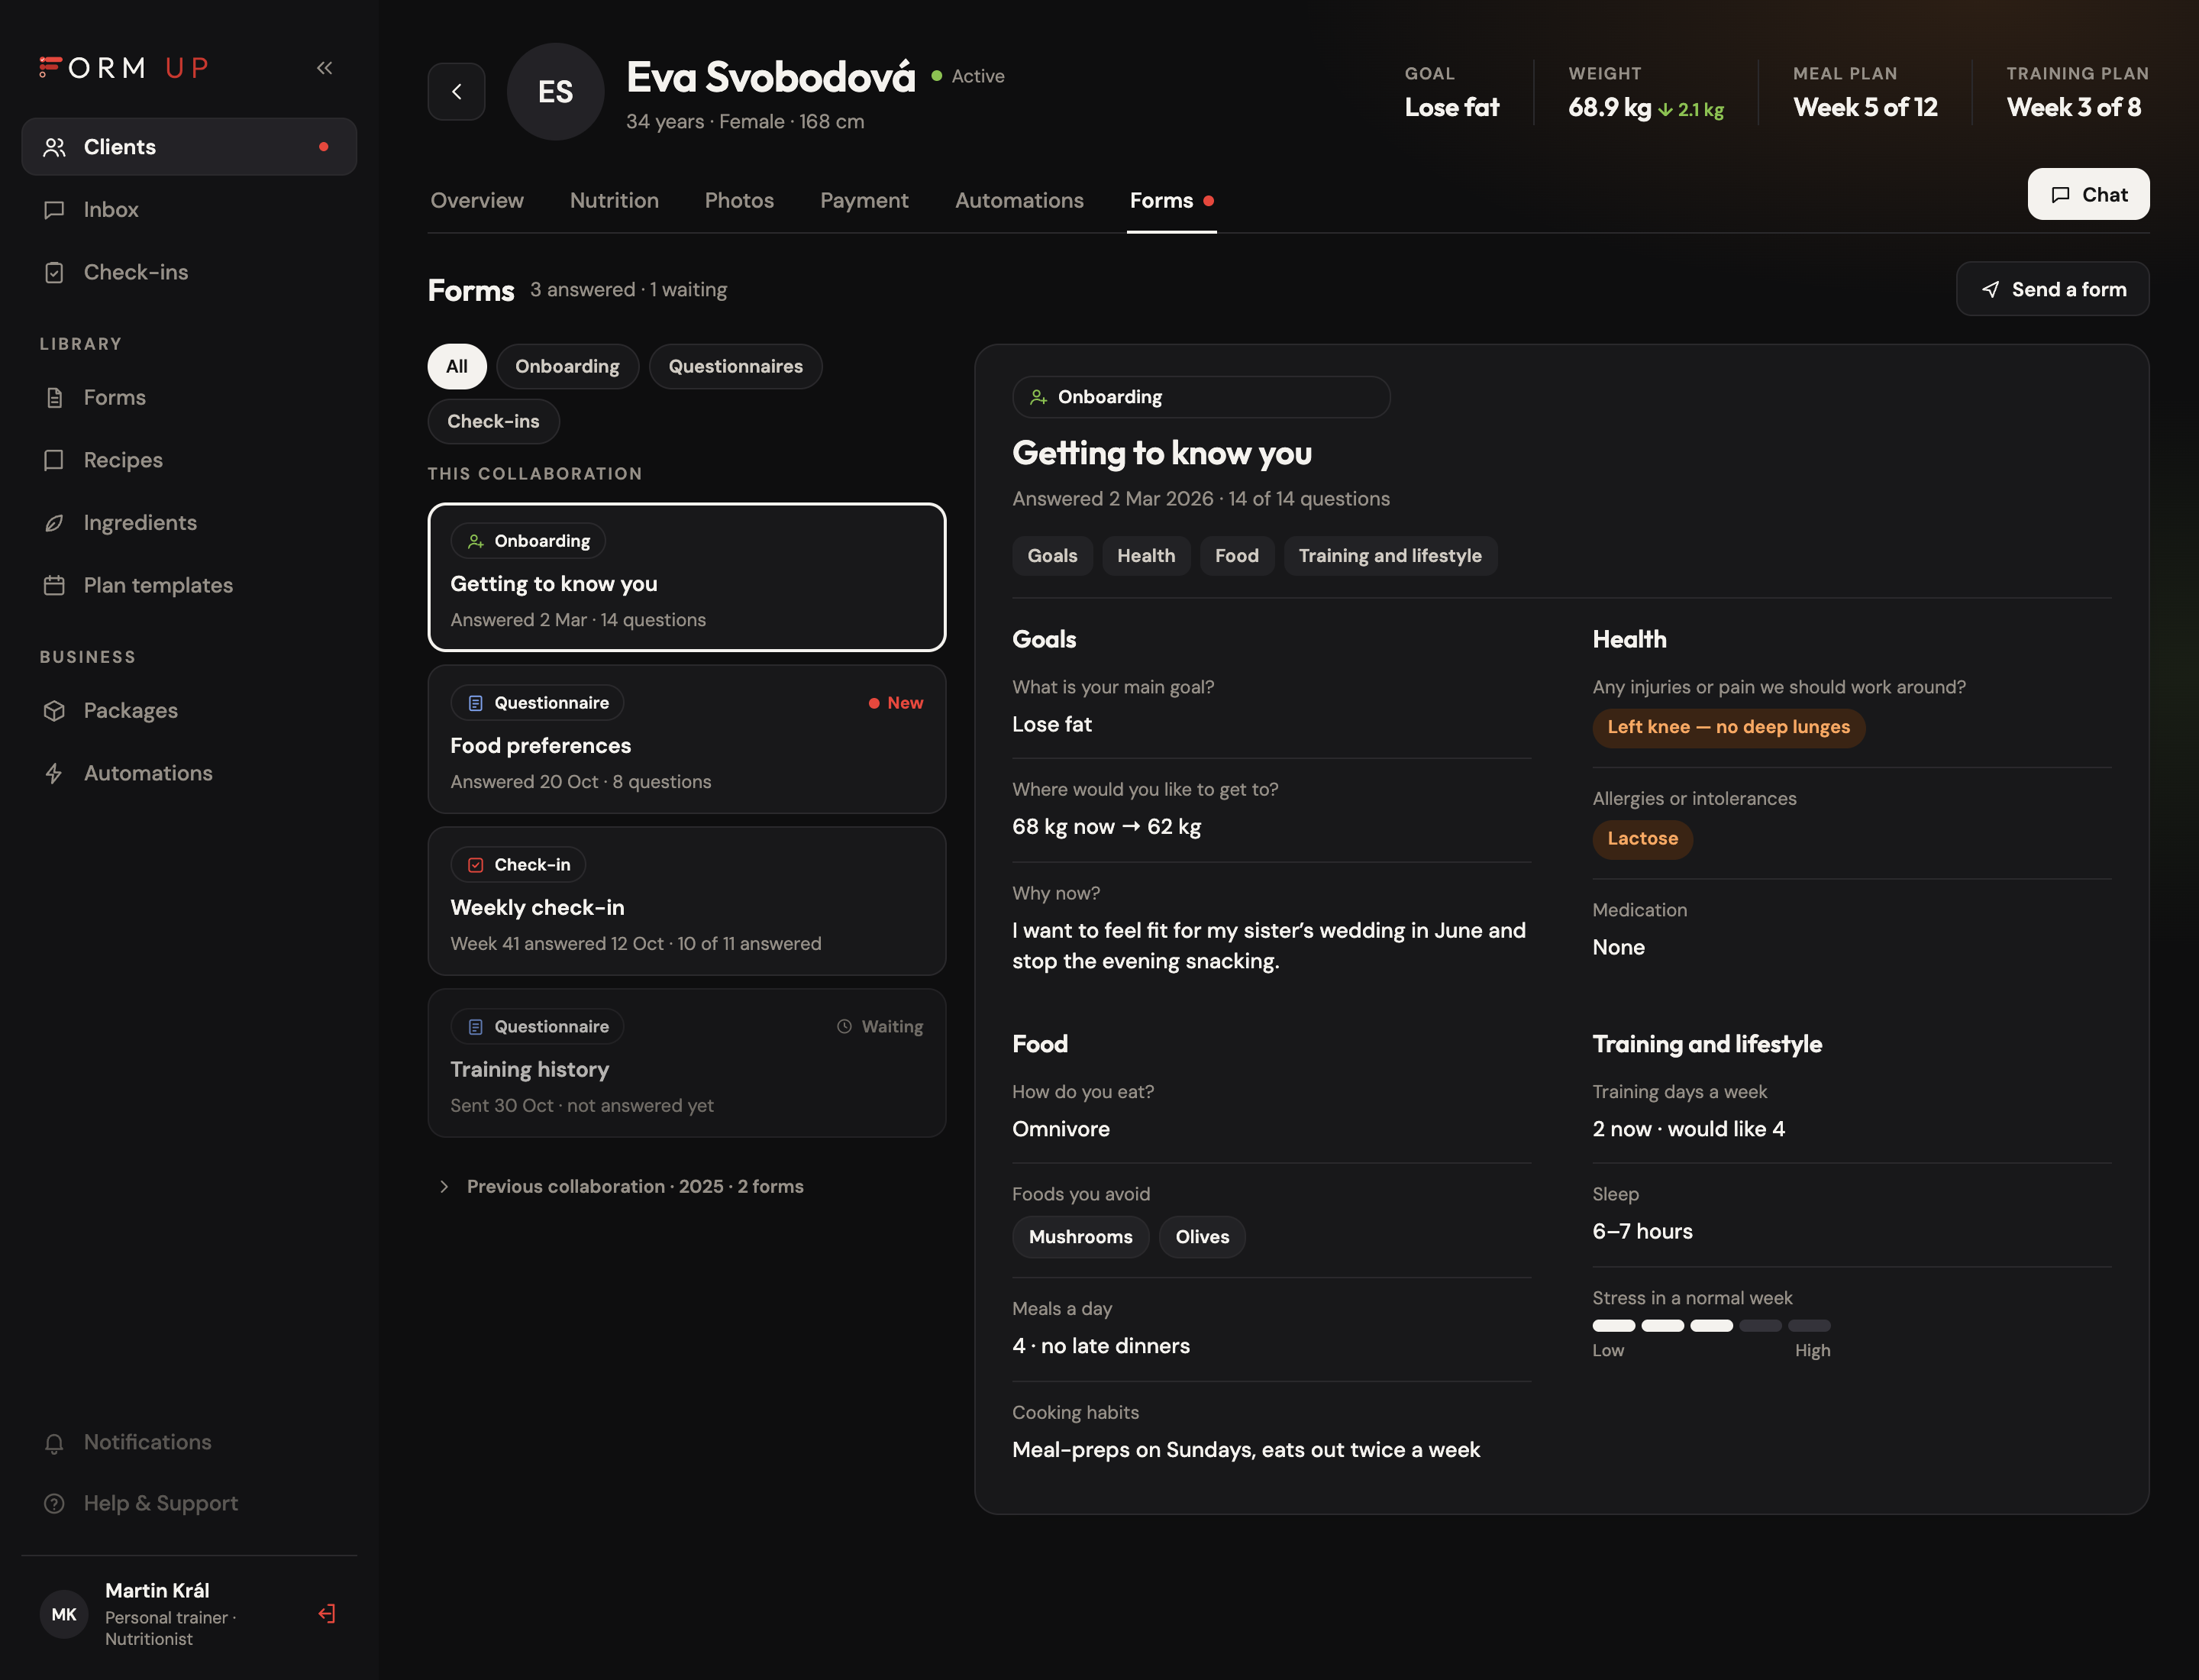 FORM UP
Clients
Inbox
Check-ins
LIBRARY
Forms
Recipes
Ingredients
Plan templates
BUSINESS
Packages
Automations
Notifications
Help & Support
MK
Martin Král
Personal trainer ·
Nutritionist
ES
Eva Svobodová
Active
34 years · Female · 168 cm
GOAL
Lose fat
WEIGHT
68.9 kg ↓ 2.1 kg
MEAL PLAN
Week 5 of 12
TRAINING PLAN
Week 3 of 8
Overview
Nutrition
Photos
Payment
Automations
Forms
Chat
Forms
3 answered · 1 waiting
Send a form
All
Onboarding
Questionnaires
Check-ins
THIS COLLABORATION
Onboarding
Getting to know you
Answered 2 Mar · 14 questions
Questionnaire
New
Food preferences
Answered 20 Oct · 8 questions
Check-in
Weekly check-in
Week 41 answered 12 Oct · 10 of 11 answered
Questionnaire
Waiting
Training history
Sent 30 Oct · not answered yet
Previous collaboration · 2025 · 2 forms
Onboarding
Getting to know you
Answered 2 Mar 2026 · 14 of 14 questions
Goals
Health
Food
Training and lifestyle
Goals
What is your main goal?
Lose fat
Where would you like to get to?
68 kg now → 62 kg
Why now?
I want to feel fit for my sister’s wedding in June and
stop the evening snacking.
Health
Any injuries or pain we should work around?
Left knee — no deep lunges
Allergies or intolerances
Lactose
Medication
None
Food
How do you eat?
Omnivore
Foods you avoid
Mushrooms
Olives
Meals a day
4 · no late dinners
Cooking habits
Meal-preps on Sundays, eats out twice a week
Training and lifestyle
Training days a week
2 now · would like 4
Sleep
6–7 hours
Stress in a normal week
Low
High